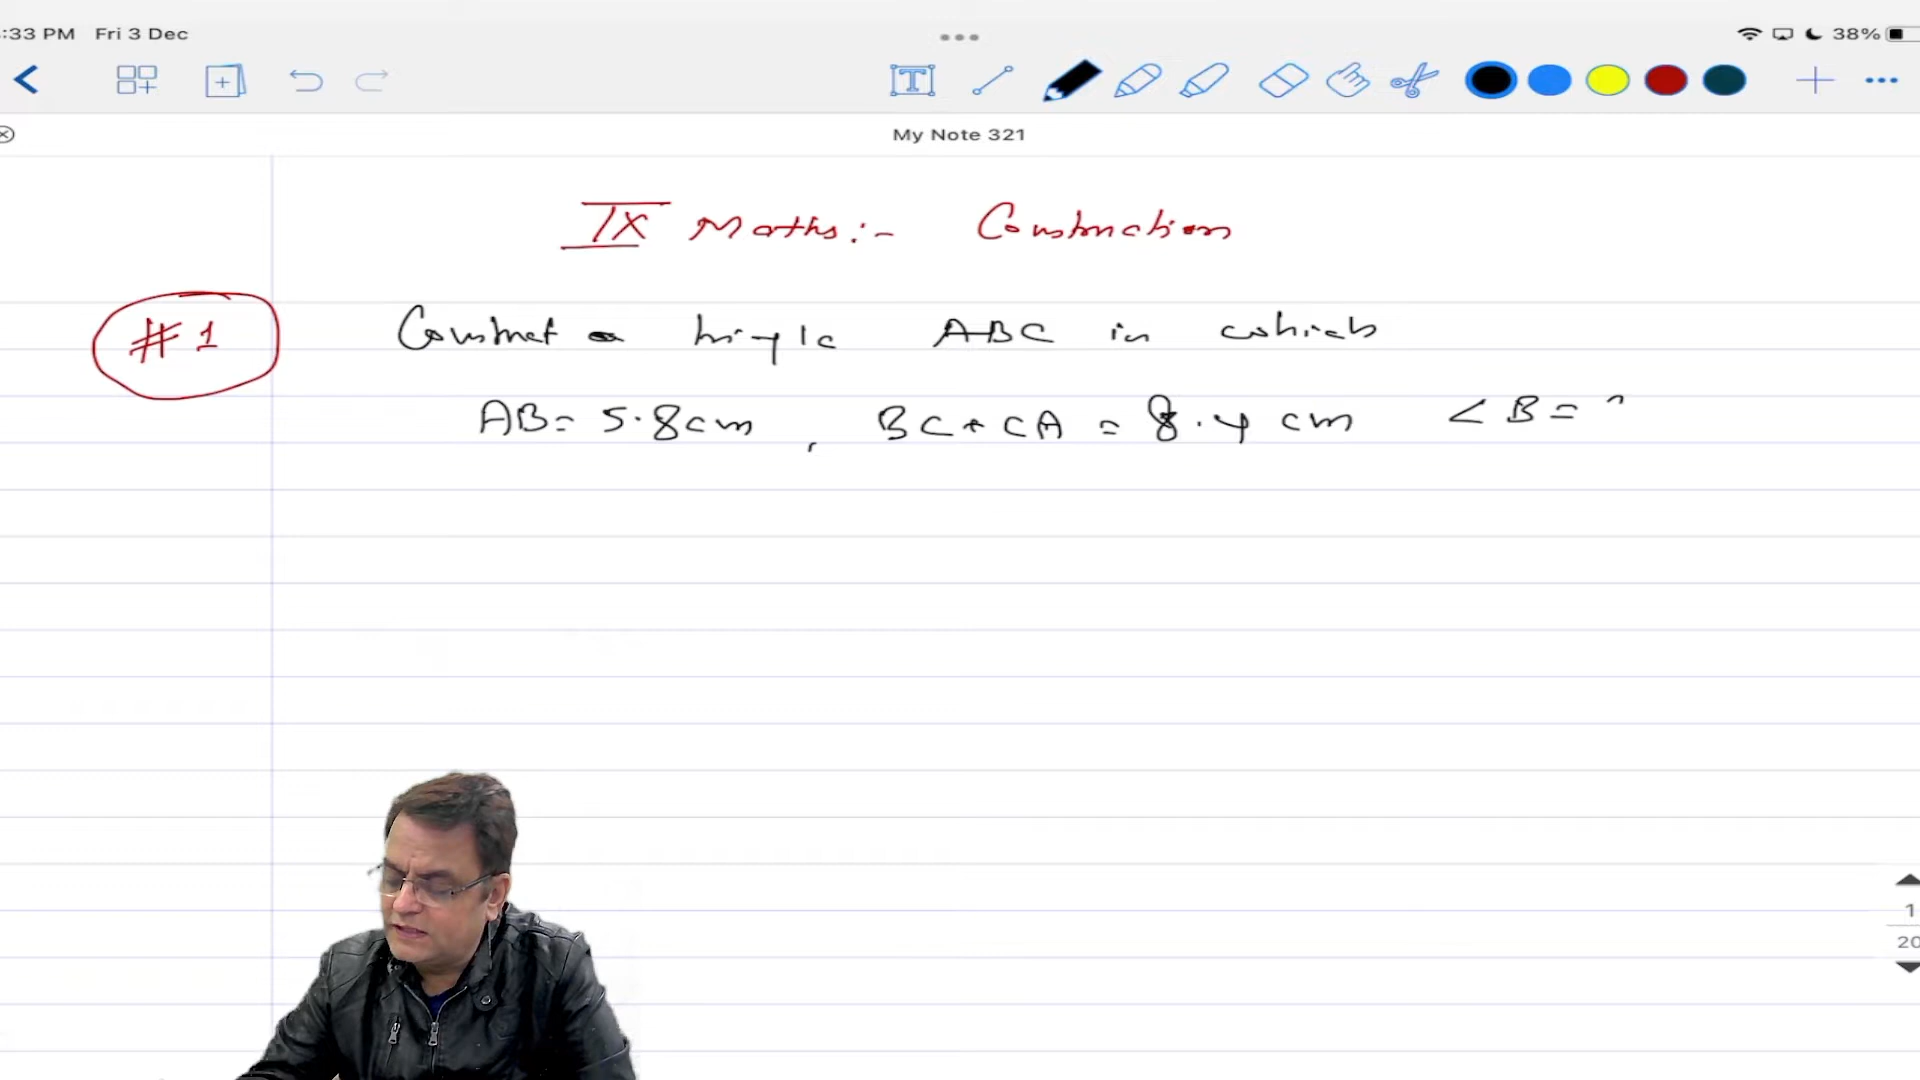 :33 PM Fri 3 Dec 38%
My Note 321
IX Maths:- Construction
#1 Construct a triangle ABC in which
AB = 5.8cm , BC + CA = 8.4 cm ∠B =
1
20